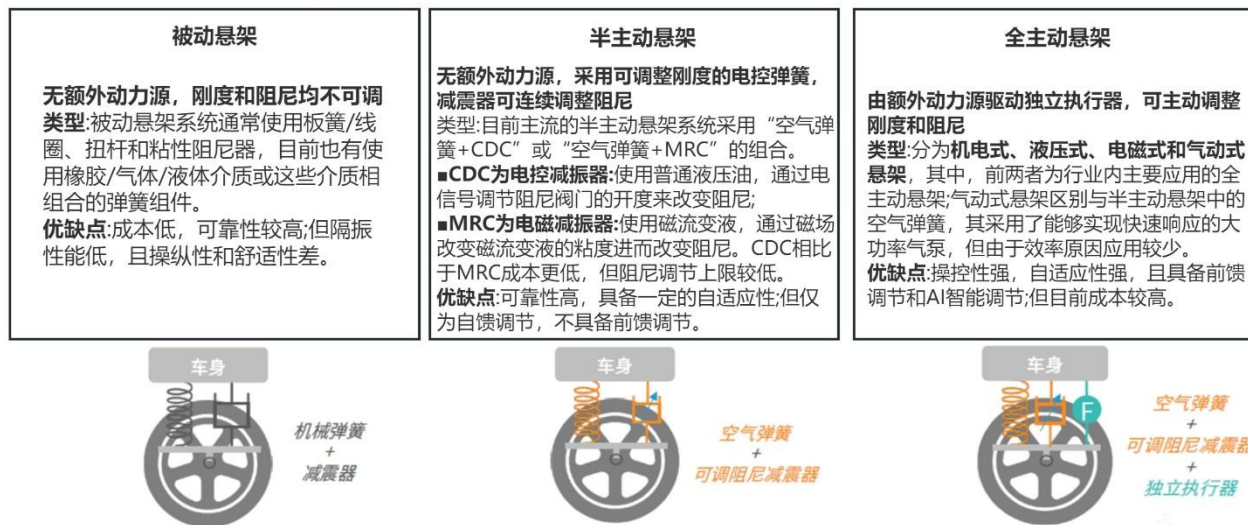 被动悬架
无额外动力源，刚度和阻尼均不可调
类型:被动悬架系统通常使用板簧/线
圈、扭杆和粘性阻尼器，目前也有使
用橡胶/气体/液体介质或这些介质相
组合的弹簧组件。
优缺点:成本低，可靠性较高;但隔振
性能低，且操纵性和舒适性差。
半主动悬架
无额外动力源，采用可调整刚度的电控弹簧，
减震器可连续调整阻尼
类型:目前主流的半主动悬架系统采用“空气弹
簧+CDC”或“空气弹簧+MRC”的组合。
■CDC为电控减振器:使用普通液压油，通过电
信号调节阻尼阀门的开度来改变阻尼;
■MRC为电磁减振器:使用磁流变液，通过磁场
改变磁流变液的粘度进而改变阻尼。CDC相比
于MRC成本更低，但阻尼调节上限较低。
优缺点:可靠性高，具备一定的自适应性;但仅
为自馈调节，不具备前馈调节。
全主动悬架
由额外动力源驱动独立执行器，可主动调整
刚度和阻尼
类型:分为机电式、液压式、电磁式和气动式
悬架，其中，前两者为行业内主要应用的全
主动悬架;气动式悬架区别与半主动悬架中的
空气弹簧，其采用了能够实现快速响应的大
功率气泵，但由于效率原因应用较少。
优缺点:操控性强，自适应性强，且具备前馈
调节和AI智能调节;但目前成本较高。
车身
机械弹簧
+
减震器
车身
空气弹簧
+
可调阻尼减震器
车身
F
空气弹簧
+
可调阻尼减震器
+
独立执行器